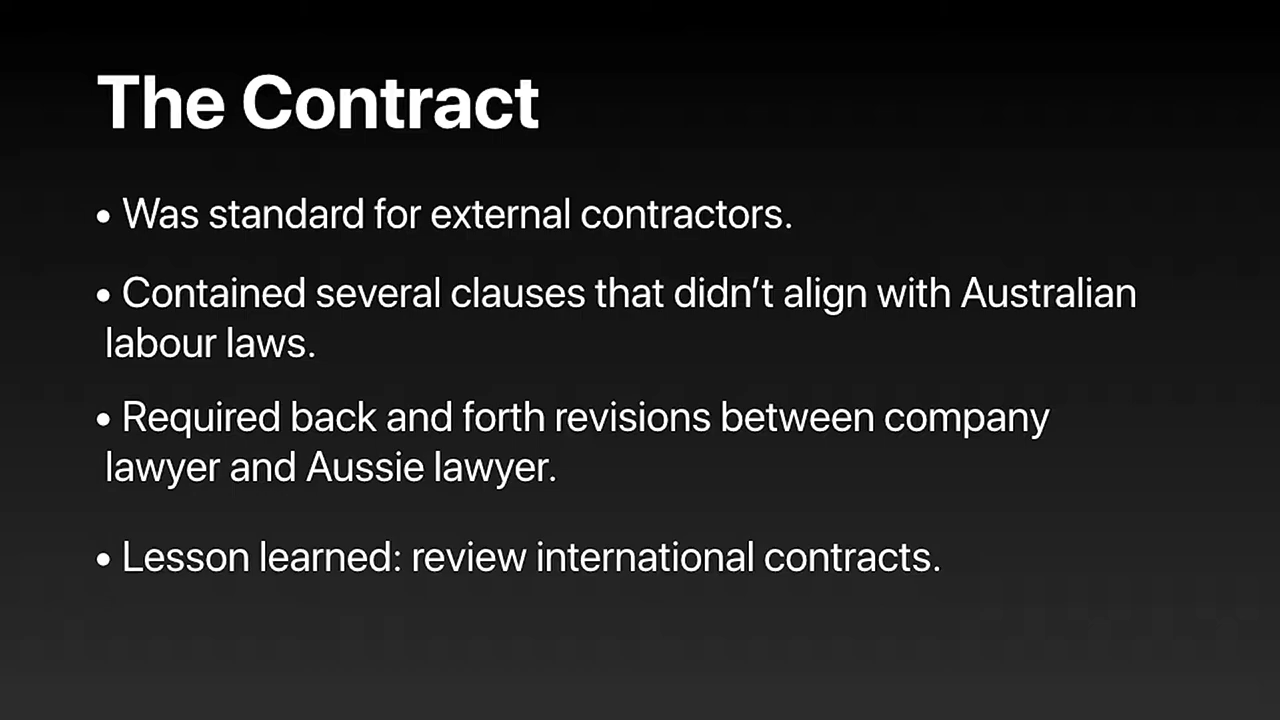 The Contract
• Was standard for external contractors.
• Contained several clauses that didn’t align with Australian
labour laws.
• Required back and forth revisions between company
lawyer and Aussie lawyer.
• Lesson learned: review international contracts.